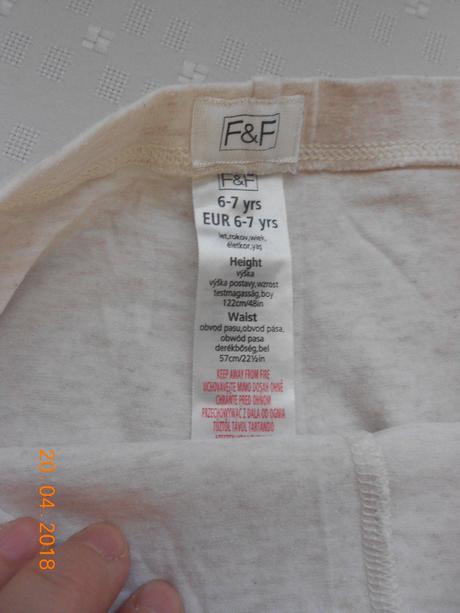 F&F
F&F
6-7 yrs
EUR 6-7 yrs
let,rokov,wiek,
életkor,yaş
Height
výška
výška postavy,wzrost
testmagasság,boy
122cm/48in
Waist
obvod pasu,obvod pása,
obwód pasa
derékbőség,bel
57cm/22½in
KEEP AWAY FROM FIRE
UCHOVÁVEJTE MIMO DOSAH OHNĚ
CHRÁNTE PRED OHŇOM
PRZECHOWYWAĆ Z DALA OD OGNIA
TŰZTŐL TÁVOL TARTANDÓ
20.04.2018